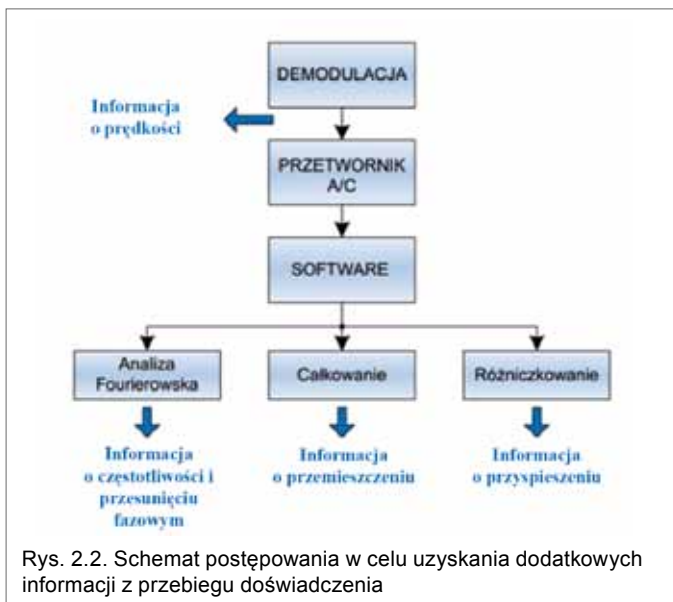 DEMODULACJA
Informacja
o prędkości
PRZETWORNIK
A/C
SOFTWARE
Analiza
Fourierowska
Całkowanie
Różniczkowanie
Informacja
o częstotliwości i
przesunięciu
fazowym
Informacja
o przemieszczeniu
Informacja
o przyspieszeniu
Rys. 2.2. Schemat postępowania w celu uzyskania dodatkowych
informacji z przebiegu doświadczenia